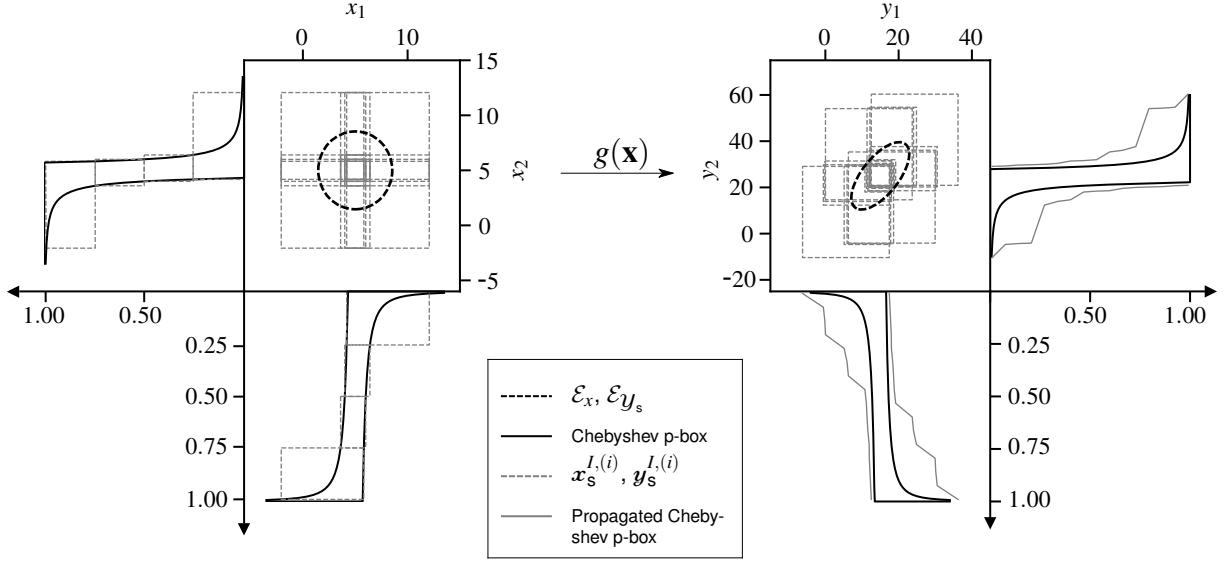 x₁
0 10
15
10
5
0
-5
x₂
1.00 0.50
0.25
0.50
0.75
1.00
g(𝐱)
y₁
0 20 40
60
40
20
0
-20
y₂
0.50 1.00
0.25
0.50
0.75
1.00
ℰₓ, ℰ𝒴ₛ
Chebyshev p-box
𝒙ₛ^{I,(i)}, 𝒚ₛ^{I,(i)}
Propagated Cheby-
shev p-box